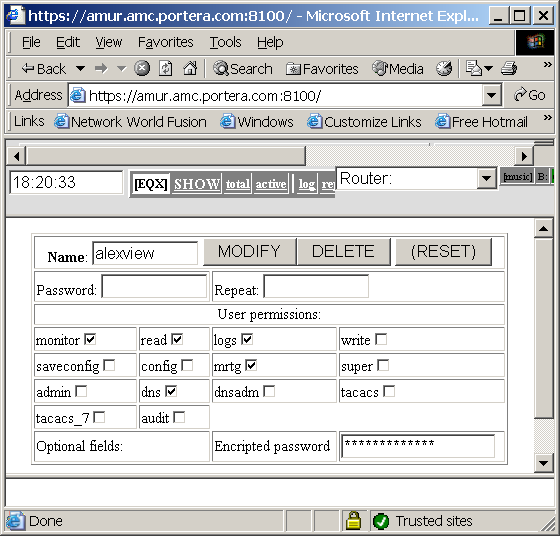 https://amur.amc.portera.com:8100/ - Microsoft Internet Expl...
File Edit View Favorites Tools Help
Back Search Favorites Media
Address https://amur.amc.portera.com:8100/ Go
Links Network World Fusion Windows Customize Links Free Hotmail
18:20:33 [EQX] SHOW total active log re Router: [music] B:
Name: alexview MODIFY DELETE (RESET)
Password: Repeat:
User permissions:
monitor read logs write
saveconfig config mrtg super
admin dns dnsadm tacacs
tacacs_7 audit
Optional fields: Encripted password *************
Done Trusted sites